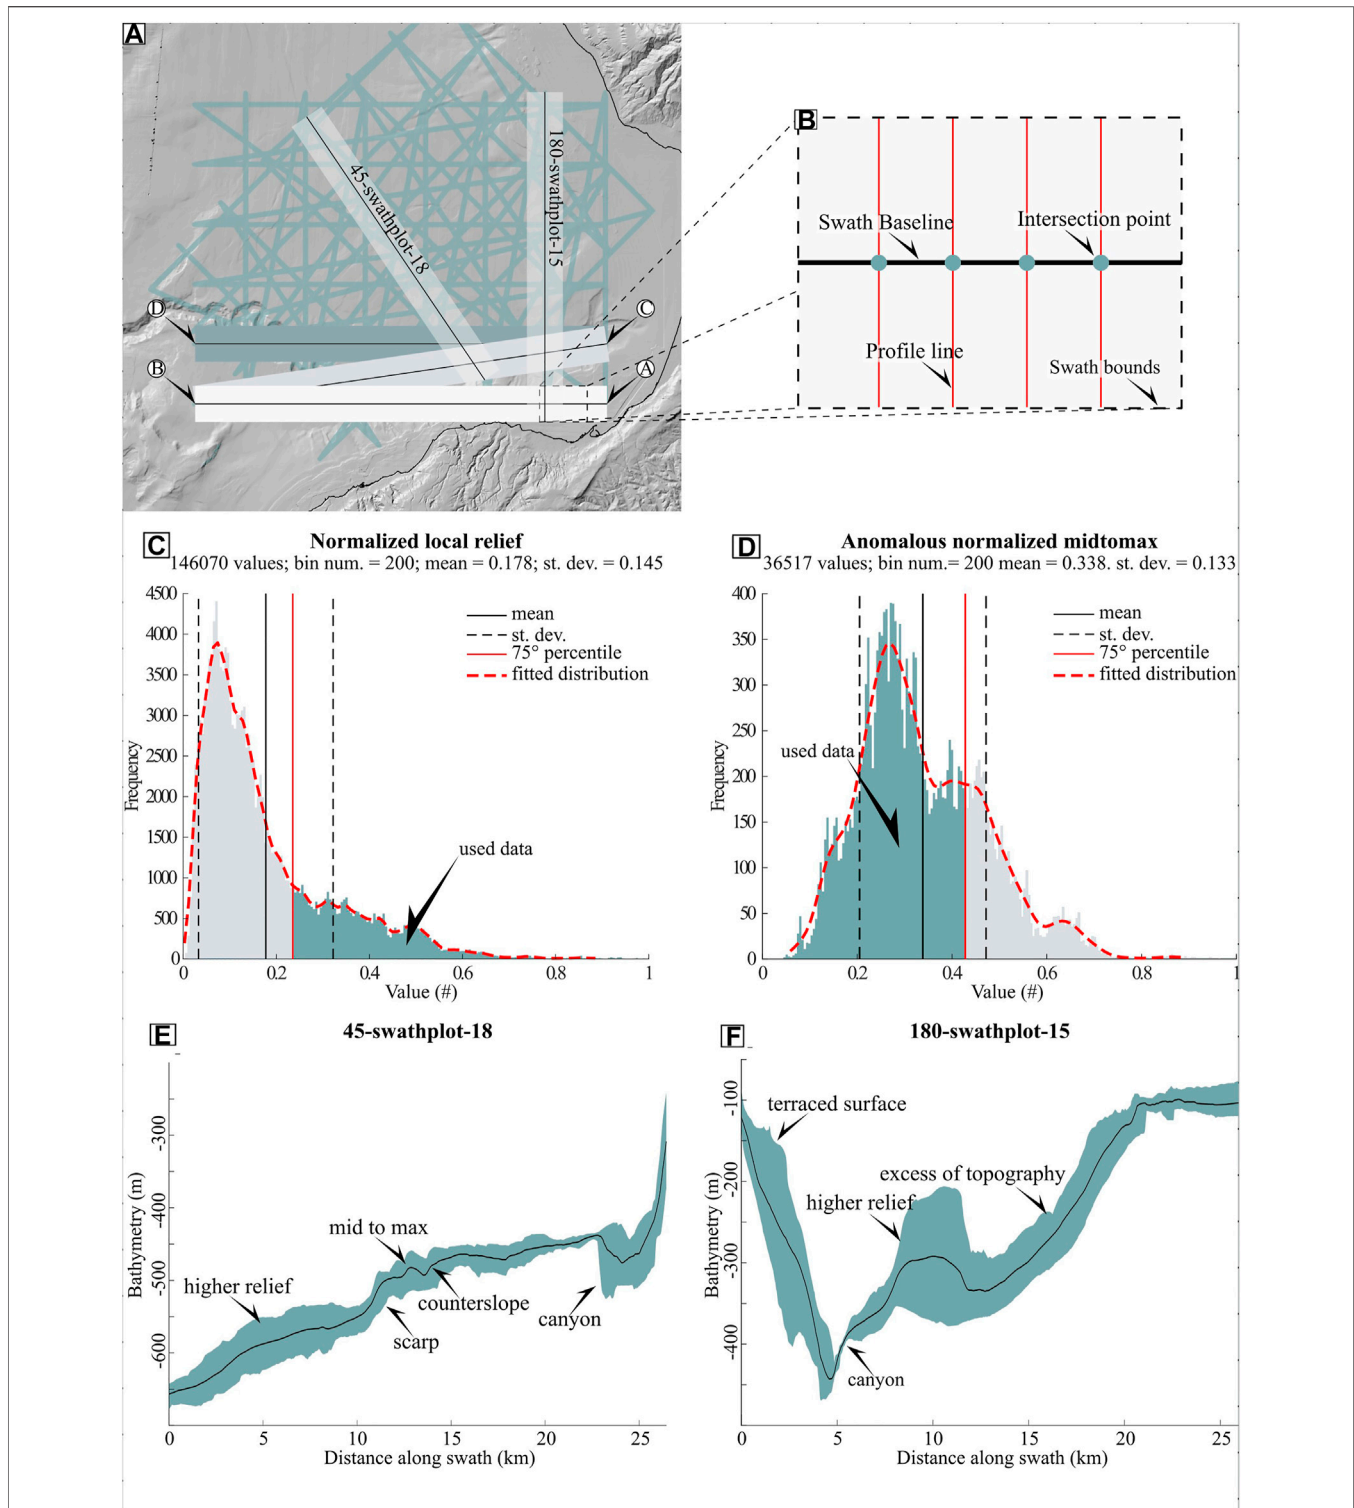 A
45-swathplot-18
180-swathplot-15
D
C
B
A
B
Swath Baseline
Intersection point
Profile line
Swath bounds
C
Normalized local relief
146070 values; bin num. = 200; mean = 0.178; st. dev. = 0.145
4500
4000
3500
3000
2500
2000
1500
1000
500
0
Frequency
mean
st. dev.
75° percentile
fitted distribution
used data
0
0.2
0.4
0.6
0.8
1
Value (#)
D
Anomalous normalized midtomax
36517 values; bin num.= 200 mean = 0.338. st. dev. = 0.133
400
350
300
250
200
150
100
50
0
Frequency
mean
st. dev.
75° percentile
fitted distribution
used data
0
0.2
0.4
0.6
0.8
1
Value (#)
E
45-swathplot-18
-300
-400
-500
-600
Bathymetry (m)
higher relief
mid to max
counterslope
scarp
canyon
0
5
10
15
20
25
Distance along swath (km)
F
180-swathplot-15
-100
-200
-300
-400
Bathymetry (m)
terraced surface
excess of topography
higher relief
canyon
0
5
10
15
20
25
Distance along swath (km)